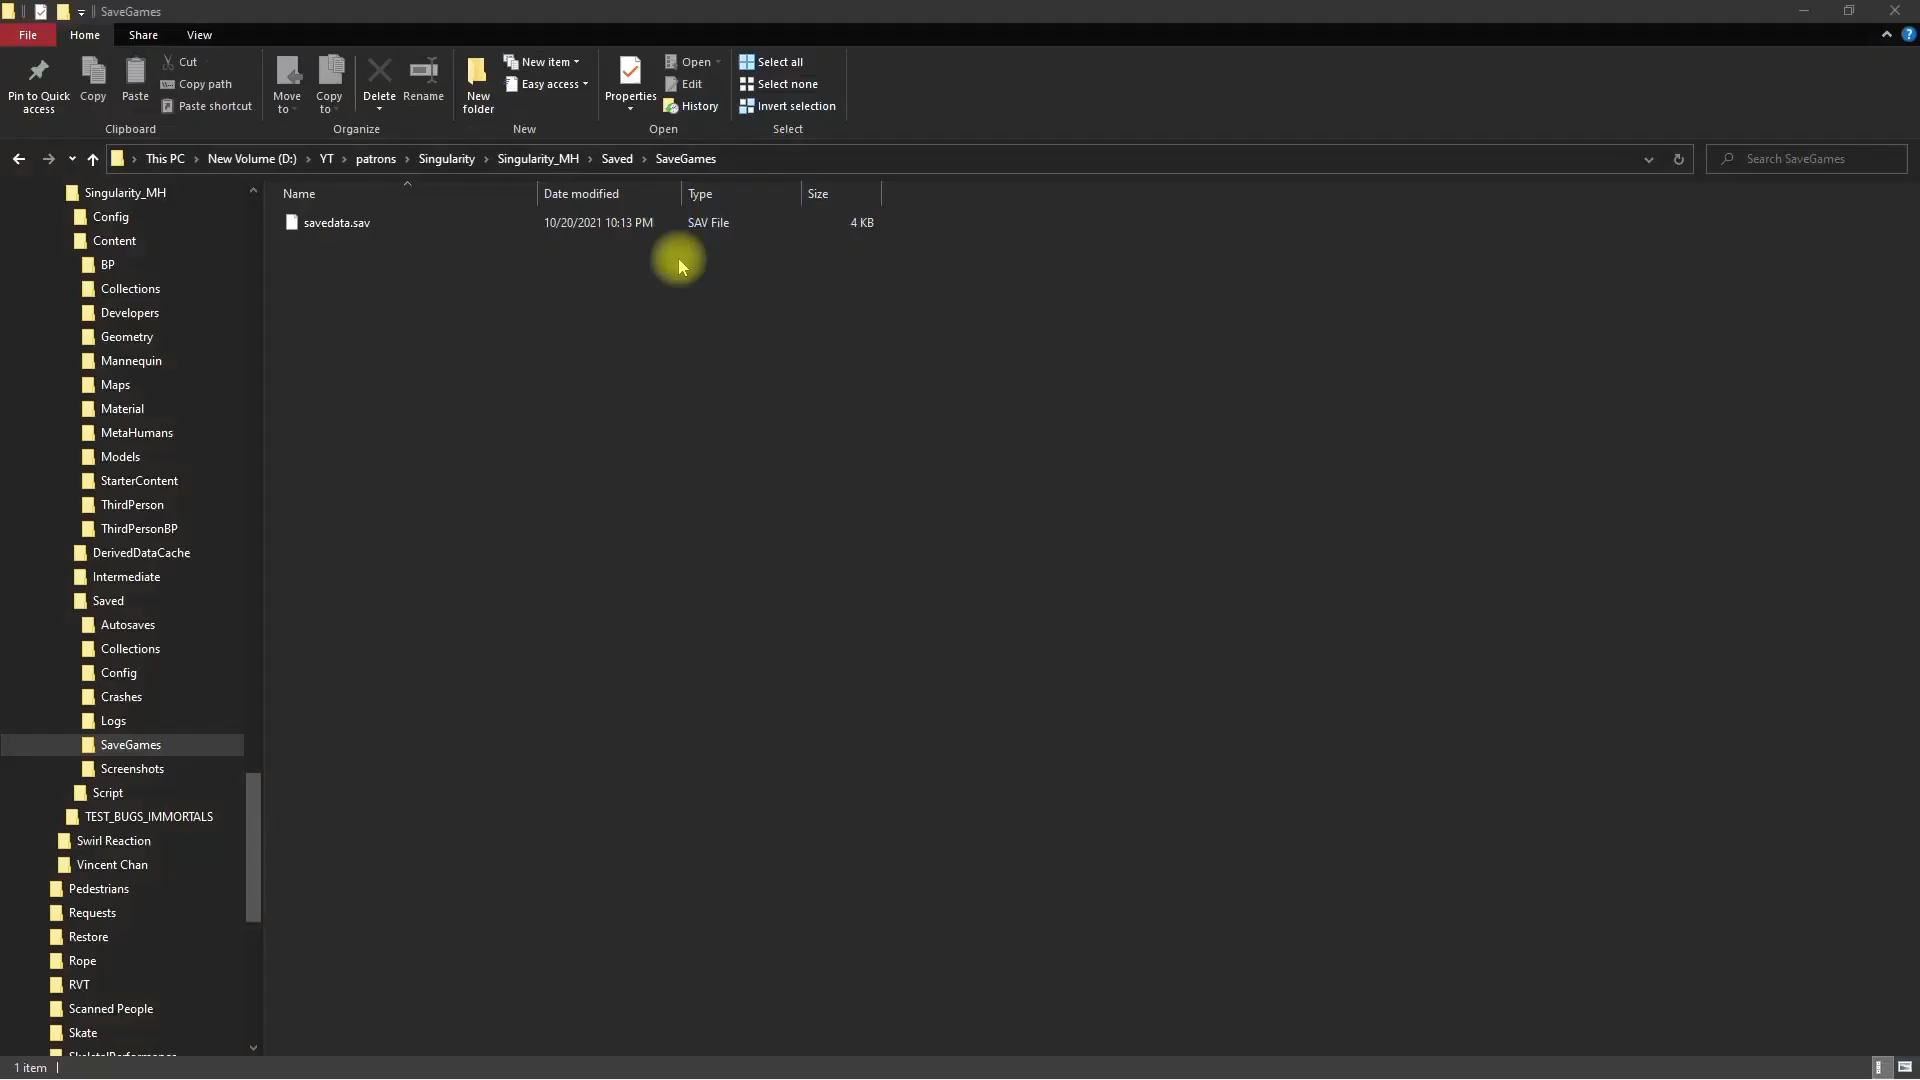 SaveGames
File Home Share View
Pin to Quick access
Copy
Paste
Cut
Copy path
Paste shortcut
Clipboard
Move to
Copy to
Delete
Rename
Organize
New folder
New item
Easy access
New
Properties
Open
Edit
History
Open
Select all
Select none
Invert selection
Select
This PC › New Volume (D:) › YT › patrons › Singularity › Singularity_MH › Saved › SaveGames
Search SaveGames
Name Date modified Type Size
savedata.sav 10/20/2021 10:13 PM SAV File 4 KB
Singularity_MH
Config
Content
BP
Collections
Developers
Geometry
Mannequin
Maps
Material
MetaHumans
Models
StarterContent
ThirdPerson
ThirdPersonBP
DerivedDataCache
Intermediate
Saved
Autosaves
Collections
Config
Crashes
Logs
SaveGames
Screenshots
Script
TEST_BUGS_IMMORTALS
Swirl Reaction
Vincent Chan
Pedestrians
Requests
Restore
Rope
RVT
Scanned People
Skate
1 item